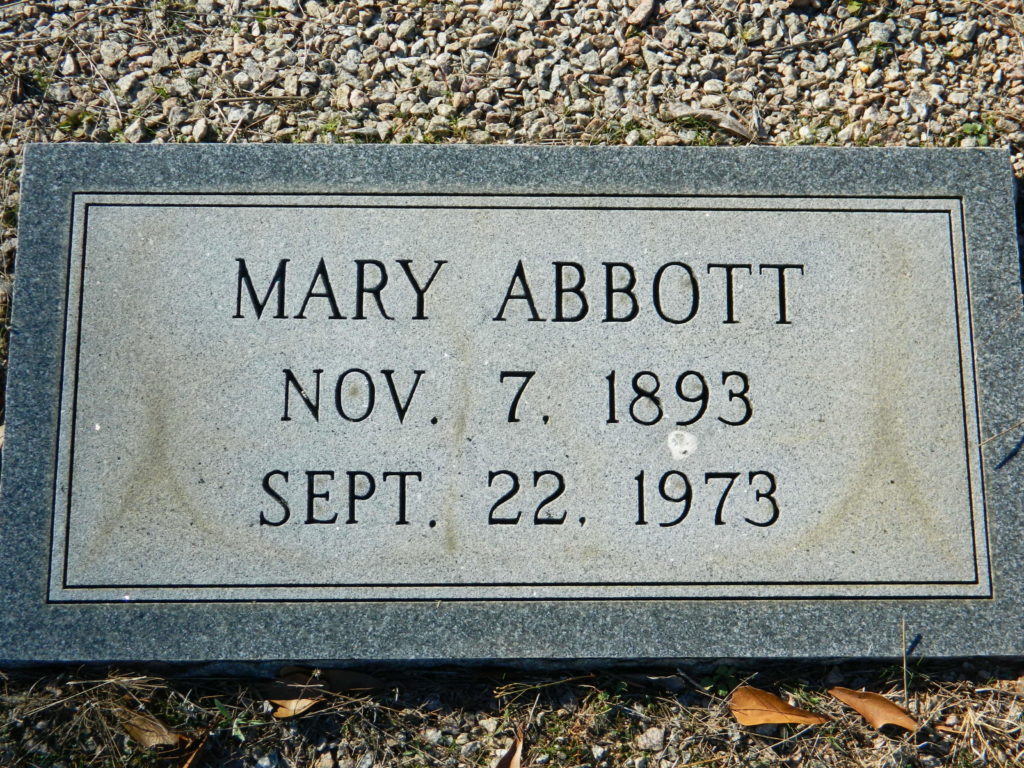 MARY ABBOTT
NOV. 7, 1893
SEPT. 22, 1973